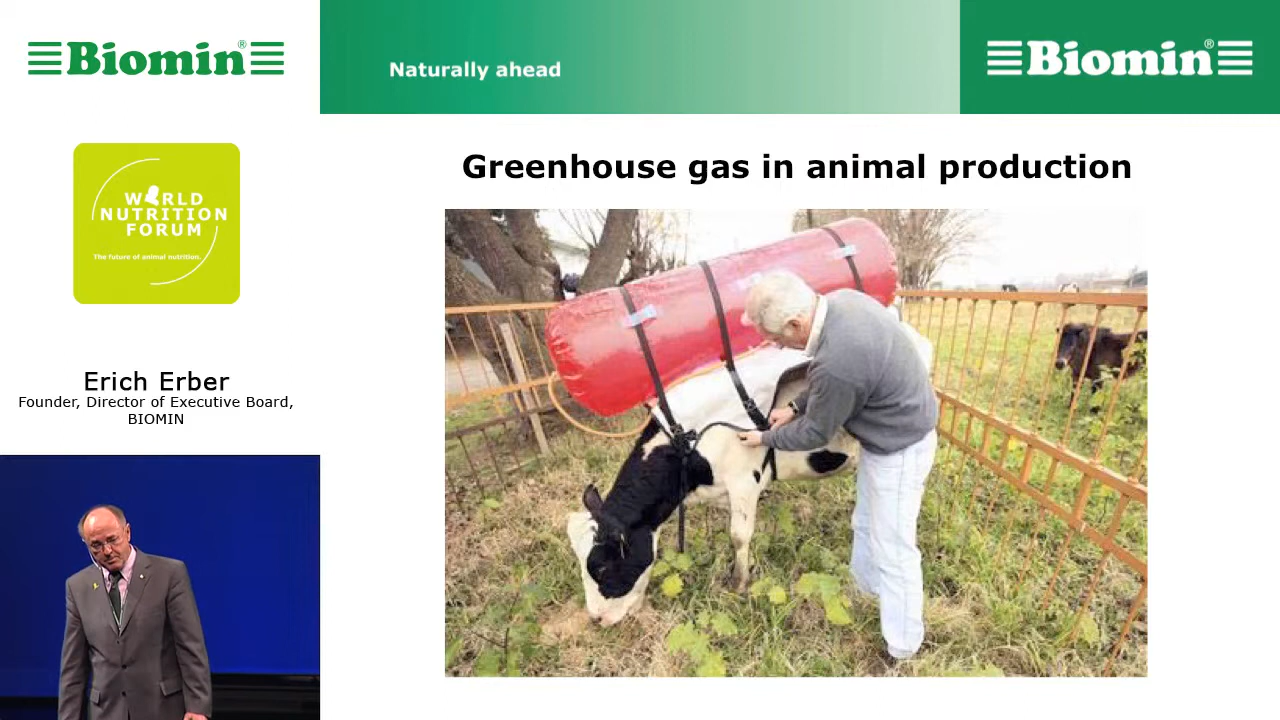 Biomin®
Naturally ahead
Biomin®
WORLD
NUTRITION
FORUM
The future of animal nutrition.
Erich Erber
Founder, Director of Executive Board,
BIOMIN
Greenhouse gas in animal production